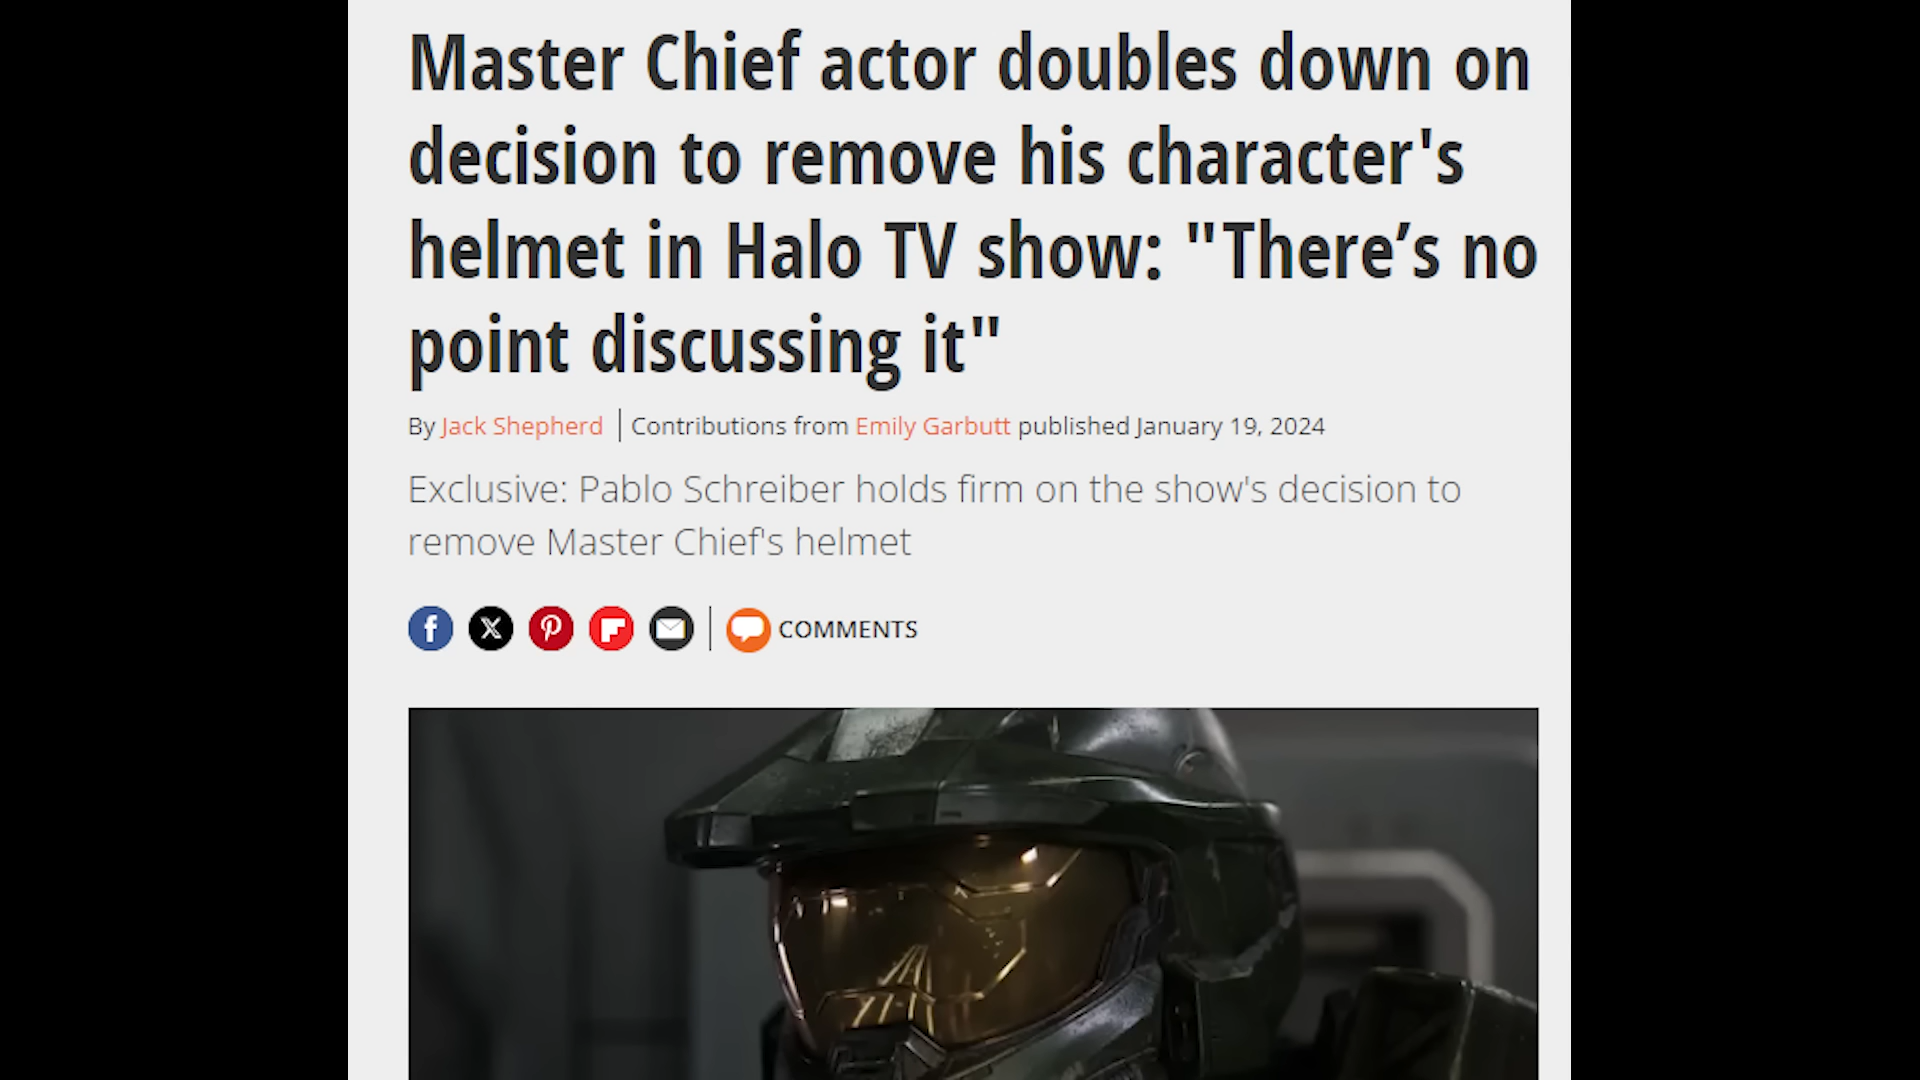 Master Chief actor doubles down on
decision to remove his character's
helmet in Halo TV show: "There’s no
point discussing it"
By Jack Shepherd | Contributions from Emily Garbutt published January 19, 2024
Exclusive: Pablo Schreiber holds firm on the show's decision to
remove Master Chief's helmet
COMMENTS